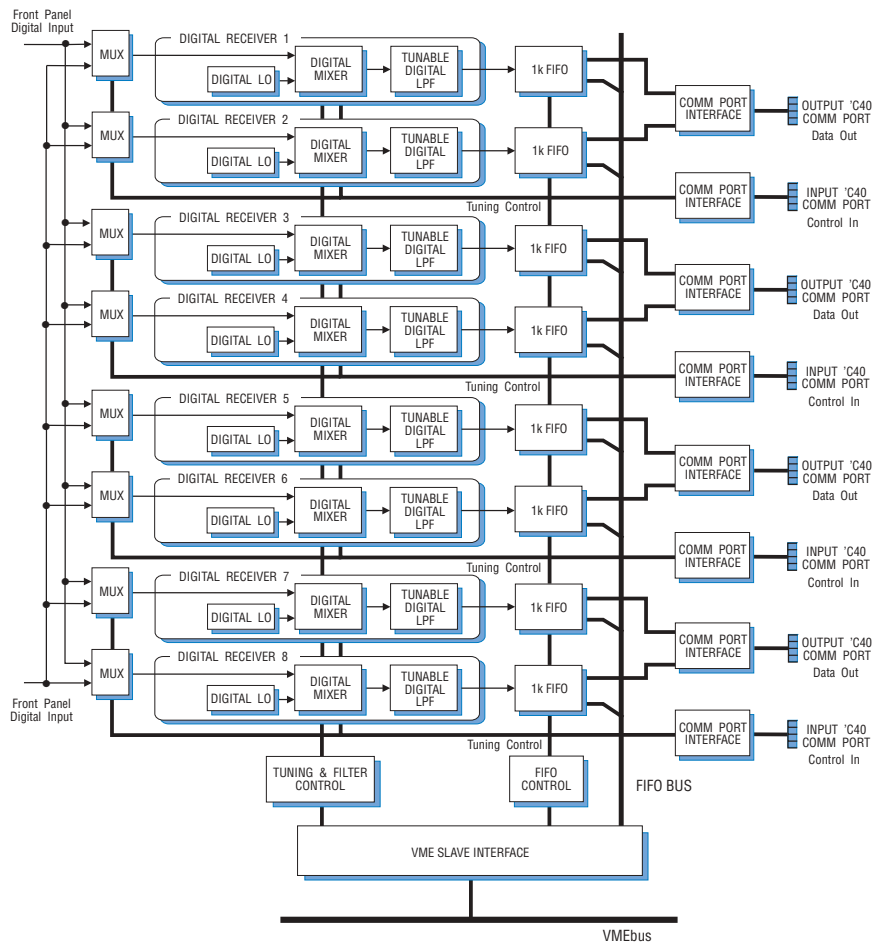 Front Panel
Digital Input
MUX
DIGITAL RECEIVER 1
DIGITAL LO
DIGITAL
MIXER
TUNABLE
DIGITAL
LPF
1k FIFO
COMM PORT
INTERFACE
OUTPUT 'C40
COMM PORT
Data Out
MUX
DIGITAL RECEIVER 2
DIGITAL LO
DIGITAL
MIXER
TUNABLE
DIGITAL
LPF
1k FIFO
Tuning Control
COMM PORT
INTERFACE
INPUT 'C40
COMM PORT
Control In
MUX
DIGITAL RECEIVER 3
DIGITAL LO
DIGITAL
MIXER
TUNABLE
DIGITAL
LPF
1k FIFO
COMM PORT
INTERFACE
OUTPUT 'C40
COMM PORT
Data Out
MUX
DIGITAL RECEIVER 4
DIGITAL LO
DIGITAL
MIXER
TUNABLE
DIGITAL
LPF
1k FIFO
Tuning Control
COMM PORT
INTERFACE
INPUT 'C40
COMM PORT
Control In
MUX
DIGITAL RECEIVER 5
DIGITAL LO
DIGITAL
MIXER
TUNABLE
DIGITAL
LPF
1k FIFO
COMM PORT
INTERFACE
OUTPUT 'C40
COMM PORT
Data Out
MUX
DIGITAL RECEIVER 6
DIGITAL LO
DIGITAL
MIXER
TUNABLE
DIGITAL
LPF
1k FIFO
Tuning Control
COMM PORT
INTERFACE
INPUT 'C40
COMM PORT
Control In
MUX
DIGITAL RECEIVER 7
DIGITAL LO
DIGITAL
MIXER
TUNABLE
DIGITAL
LPF
1k FIFO
COMM PORT
INTERFACE
OUTPUT 'C40
COMM PORT
Data Out
MUX
DIGITAL RECEIVER 8
DIGITAL LO
DIGITAL
MIXER
TUNABLE
DIGITAL
LPF
1k FIFO
Front Panel
Digital Input
Tuning Control
COMM PORT
INTERFACE
INPUT 'C40
COMM PORT
Control In
TUNING & FILTER
CONTROL
FIFO
CONTROL
FIFO BUS
VME SLAVE INTERFACE
VMEbus